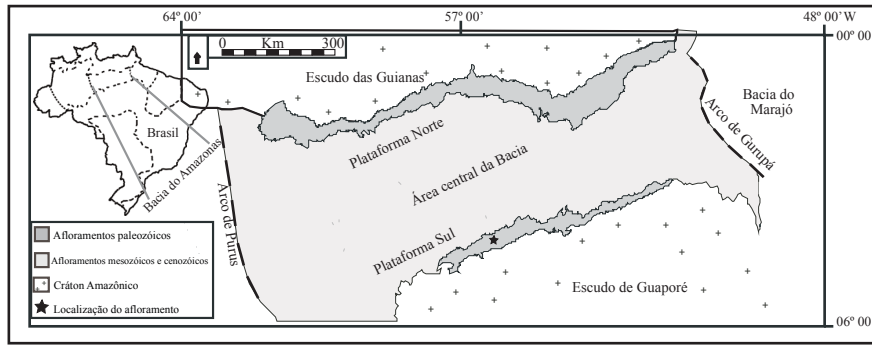 64º 00'
57º 00'
48º 00'W
00º 00'
0 Km 300
Escudo das Guianas
Bacia do
Marajó
Arco de Gurupá
Plataforma Norte
Brasil
Bacia do Amazonas
Área central da Bacia
Arco de Purus
Plataforma Sul
Afloramentos paleozóicos
Afloramentos mesozóicos e cenozóicos
Cráton Amazônico
Localização do afloramento
Escudo de Guaporé
06º 00'